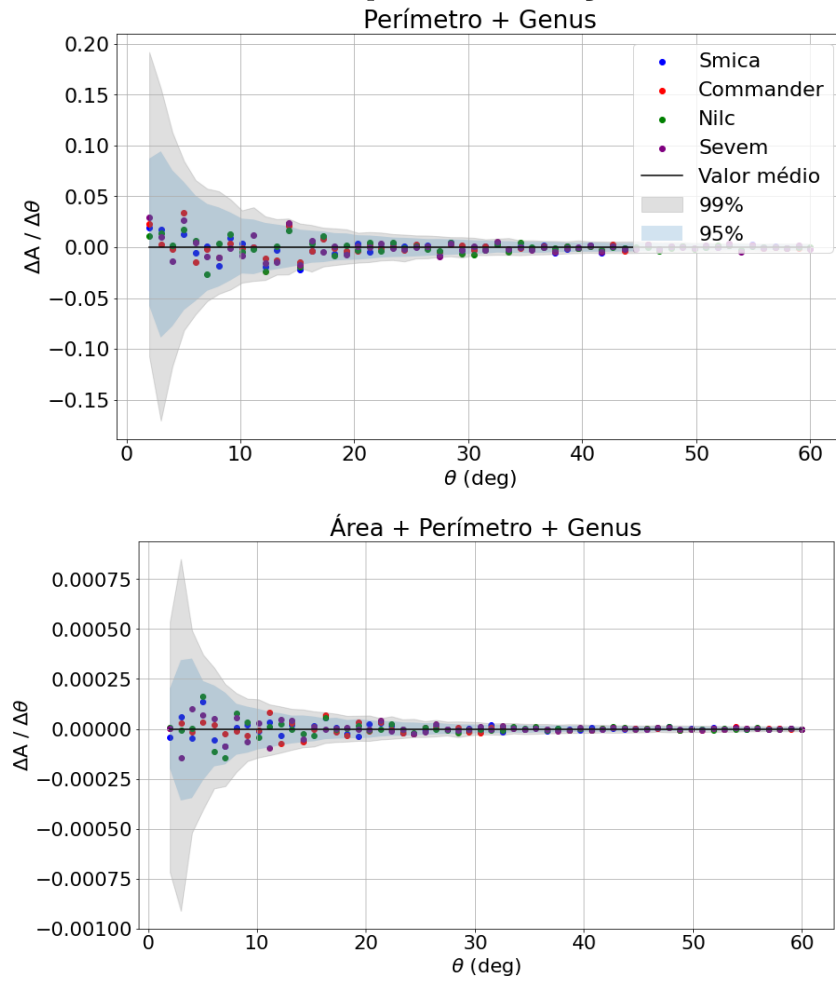 Perímetro + Genus
0.20
0.15
0.10
0.05
0.00
−0.05
−0.10
−0.15
ΔA / Δθ
Smica
Commander
Nilc
Sevem
Valor médio
99%
95%
0 10 20 30 40 50 60
θ (deg)
Área + Perímetro + Genus
0.00075
0.00050
0.00025
0.00000
−0.00025
−0.00050
−0.00075
−0.00100
ΔA / Δθ
0 10 20 30 40 50 60
θ (deg)